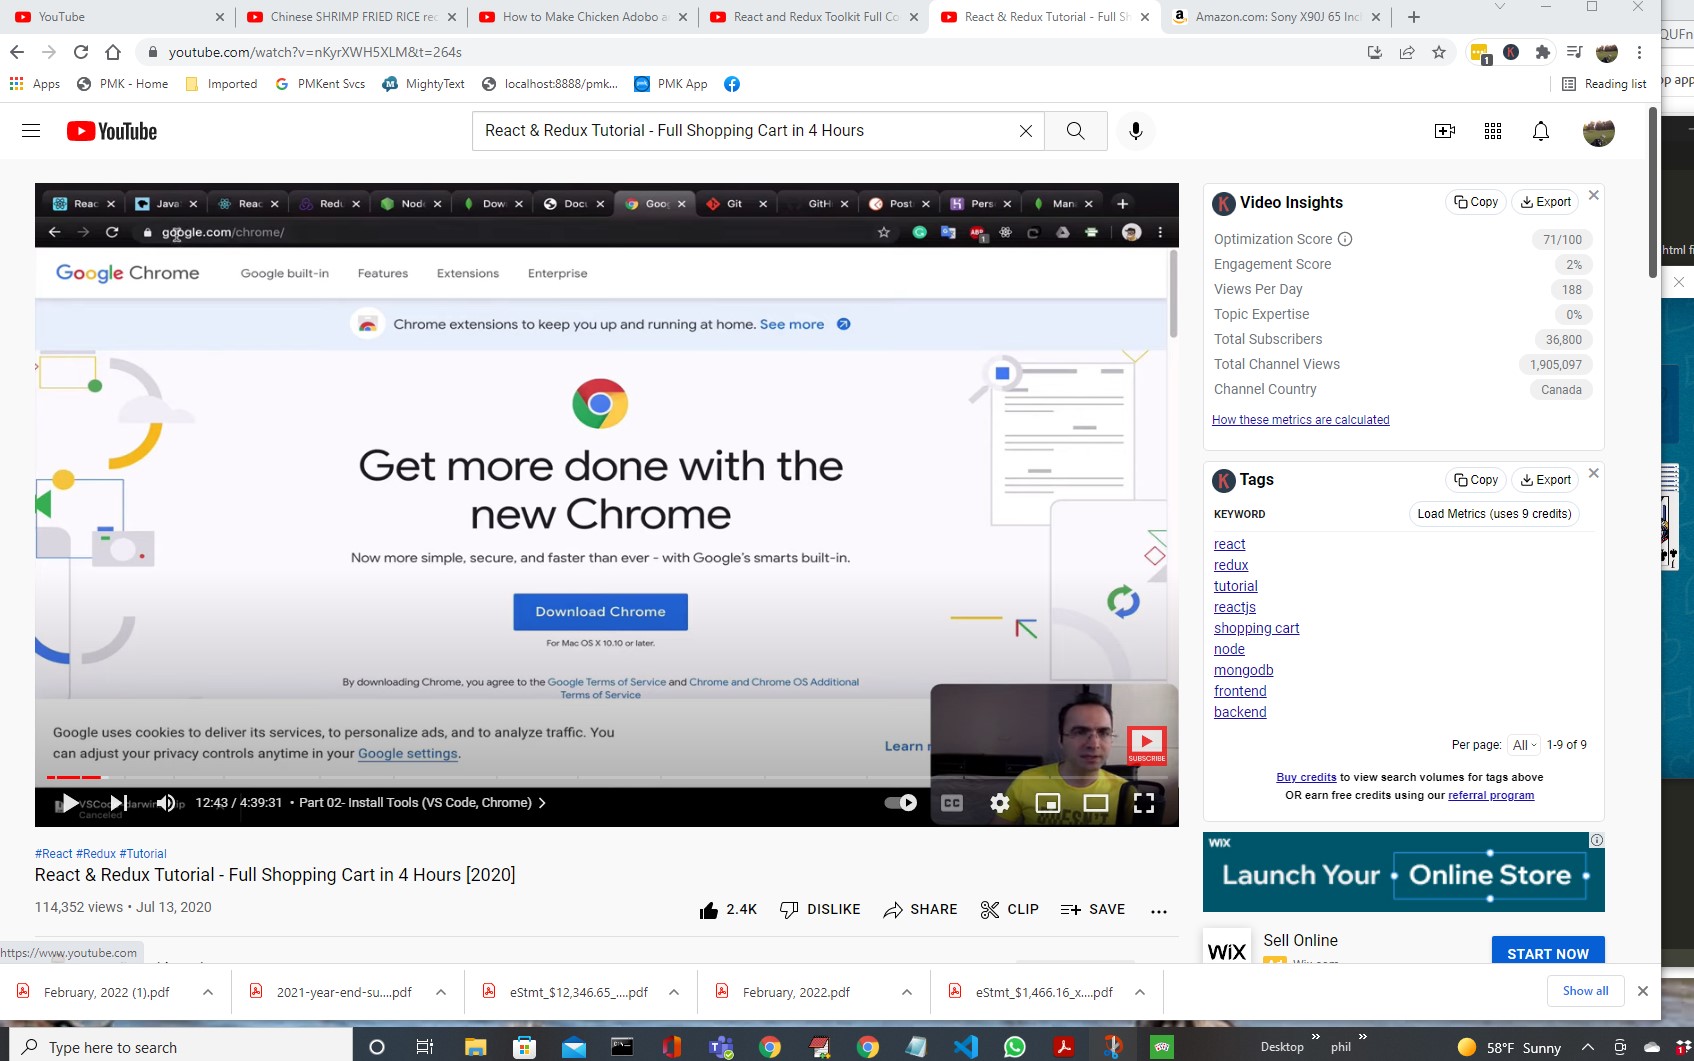 YouTube
Chinese SHRIMP FRIED RICE rec
How to Make Chicken Adobo a
React and Redux Toolkit Full Co
React & Redux Tutorial - Full Sh
Amazon.com: Sony X90J 65 Inc
youtube.com/watch?v=nKyrXWH5XLM&t=264s
1
QUFn
Apps
PMK - Home
Imported
PMKent Svcs
MightyText
localhost:8888/pmk...
PMK App
Reading list
op app
YouTube
React & Redux Tutorial - Full Shopping Cart in 4 Hours
Reac
Java
Reac
Redu
Node
Dow
Docu
Goog
Git
GitH
Post
Pers
Man
google.com/chrome/
Google Chrome
Google built-in
Features
Extensions
Enterprise
Chrome extensions to keep you up and running at home. See more
Get more done with the
new Chrome
Now more simple, secure, and faster than ever - with Google's smarts built-in.
Download Chrome
For Mac OS X 10.10 or later.
By downloading Chrome, you agree to the Google Terms of Service and Chrome and Chrome OS Additional
Terms of Service
Google uses cookies to deliver its services, to personalize ads, and to analyze traffic. You
can adjust your privacy controls anytime in your Google settings.
Learn
SUBSCRIBE
12:43 / 4:39:31 • Part 02- Install Tools (VS Code, Chrome)
Canceled
CC
#React #Redux #Tutorial
React & Redux Tutorial - Full Shopping Cart in 4 Hours [2020]
114,352 views • Jul 13, 2020
2.4K
DISLIKE
SHARE
CLIP
SAVE
https://www.youtube.com
K Video Insights
Copy
Export
Optimization Score
71/100
Engagement Score
2%
Views Per Day
188
Topic Expertise
0%
Total Subscribers
36,800
Total Channel Views
1,905,097
Channel Country
Canada
How these metrics are calculated
html fi
K Tags
Copy
Export
KEYWORD
Load Metrics (uses 9 credits)
react
redux
tutorial
reactjs
shopping cart
node
mongodb
frontend
backend
Per page: All 1-9 of 9
Buy credits to view search volumes for tags above
OR earn free credits using our referral program
WIX
Launch Your Online Store
WiX
Sell Online
START NOW
February, 2022 (1).pdf
2021-year-end-su....pdf
eStmt_$12,346.65_....pdf
February, 2022.pdf
eStmt_$1,466.16_x....pdf
Show all
Type here to search
Desktop
phil
58°F Sunny